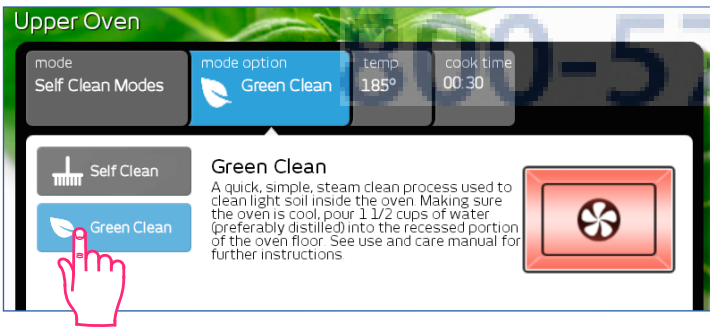 Upper Oven
mode
Self Clean Modes
mode option
Green Clean
temp
185°
cook time
00:30
Self Clean
Green Clean
Green Clean
A quick, simple, steam clean process used to
clean light soil inside the oven. Making sure
the oven is cool, pour 1 1/2 cups of water
(preferably distilled) into the recessed portion
of the oven floor. See use and care manual for
further instructions.
800-57